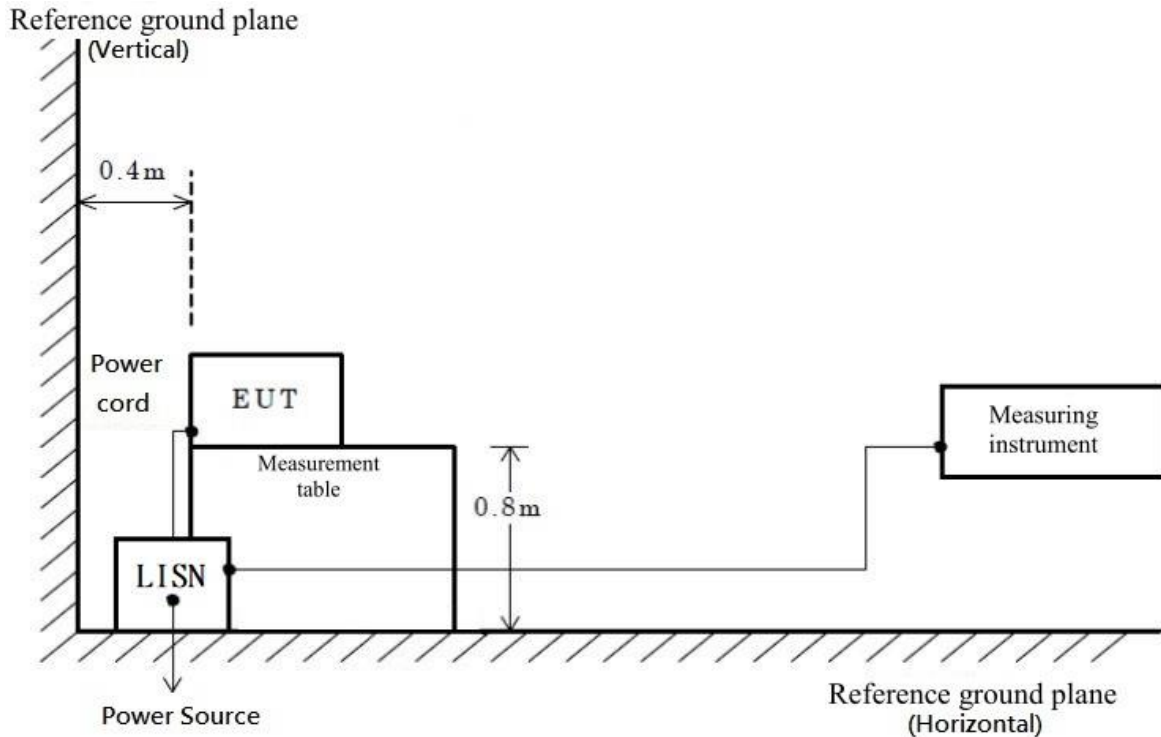 Reference ground plane
(Vertical)
0.4m
Power
cord
EUT
Measurement
table
0.8m
Measuring
instrument
LISN
Power Source
Reference ground plane
(Horizontal)